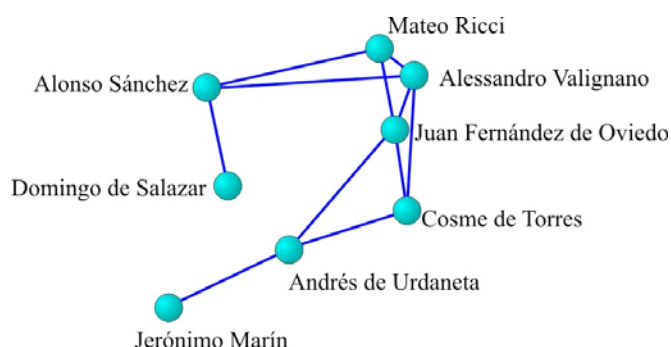 Mateo Ricci
Alonso Sánchez
Alessandro Valignano
Juan Fernández de Oviedo
Domingo de Salazar
Cosme de Torres
Andrés de Urdaneta
Jerónimo Marín